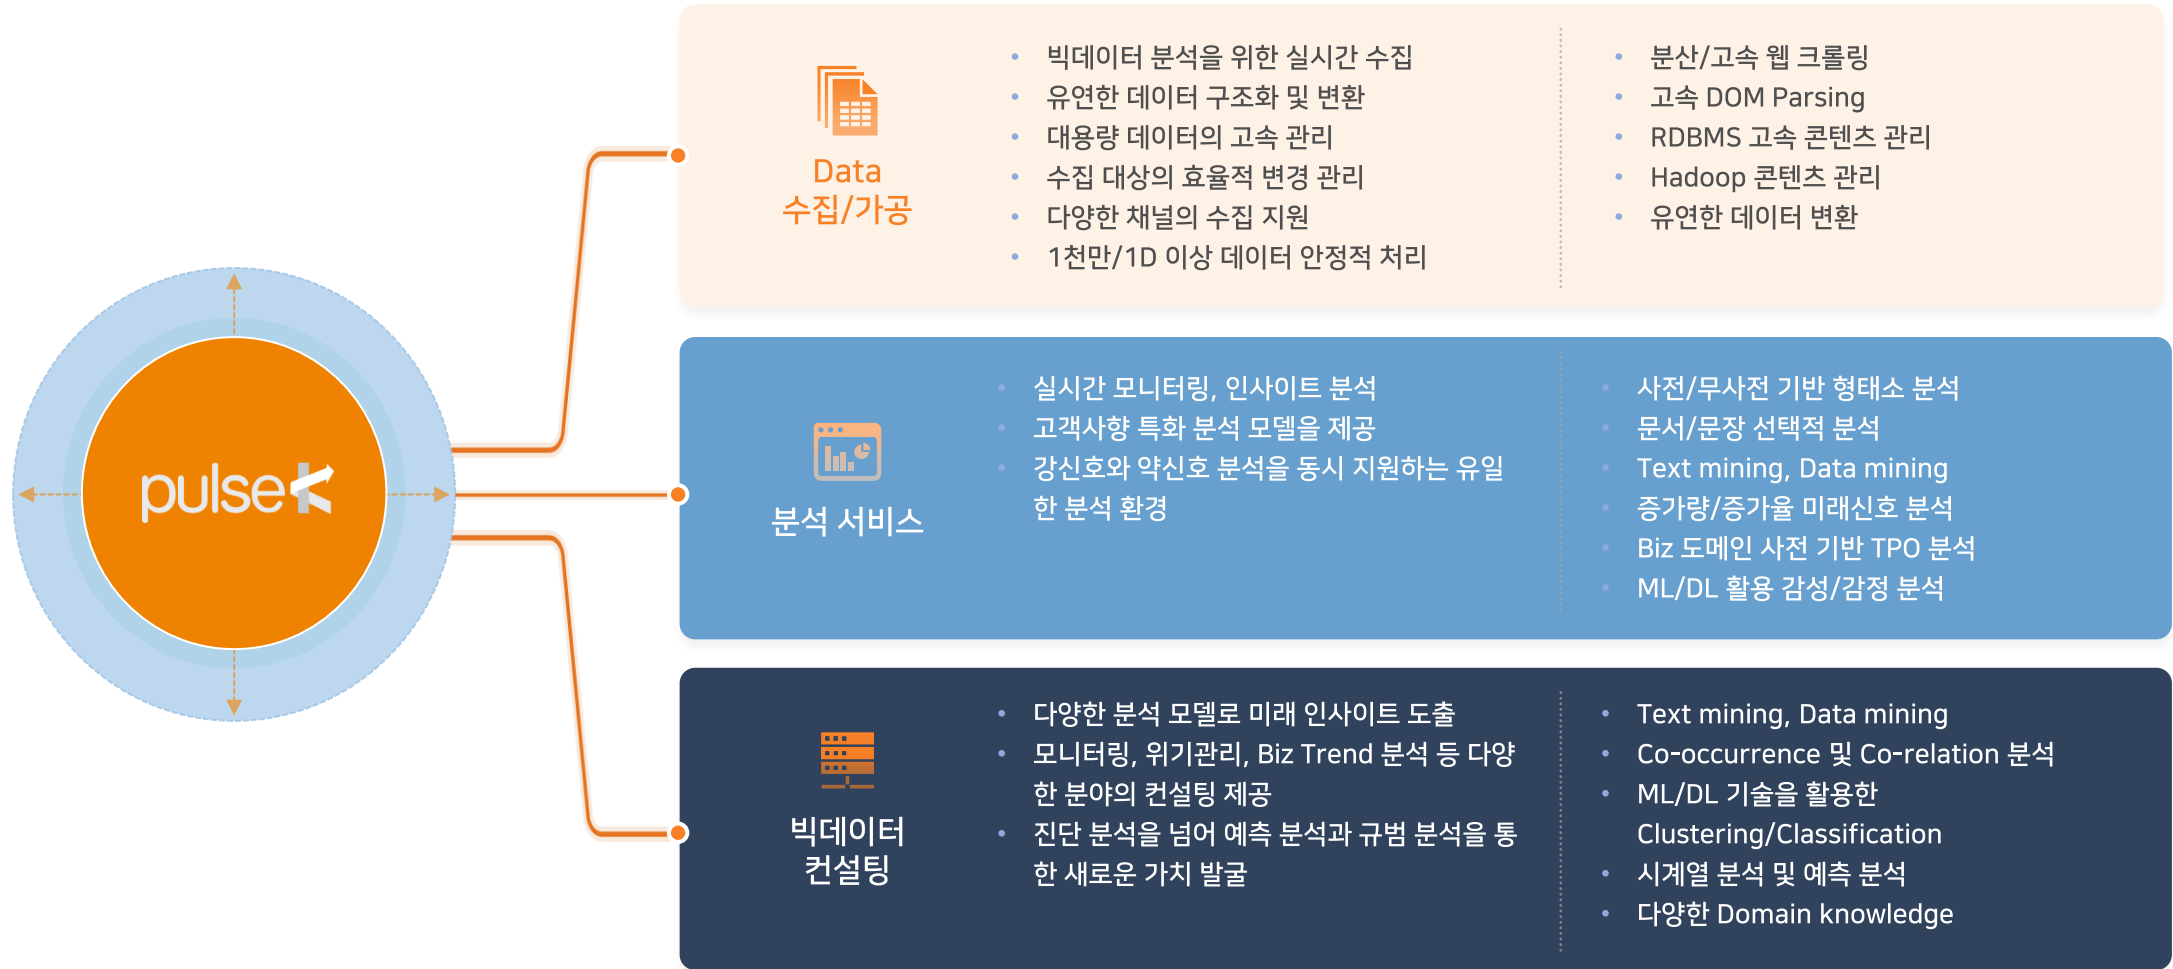 pulse K
Data
수집/가공
• 빅데이터 분석을 위한 실시간 수집
• 유연한 데이터 구조화 및 변환
• 대용량 데이터의 고속 관리
• 수집 대상의 효율적 변경 관리
• 다양한 채널의 수집 지원
• 1천만/1D 이상 데이터 안정적 처리
• 분산/고속 웹 크롤링
• 고속 DOM Parsing
• RDBMS 고속 콘텐츠 관리
• Hadoop 콘텐츠 관리
• 유연한 데이터 변환
분석 서비스
• 실시간 모니터링, 인사이트 분석
• 고객사향 특화 분석 모델을 제공
• 강신호와 약신호 분석을 동시 지원하는 유일
한 분석 환경
• 사전/무사전 기반 형태소 분석
• 문서/문장 선택적 분석
• Text mining, Data mining
• 증가량/증가율 미래신호 분석
• Biz 도메인 사전 기반 TPO 분석
• ML/DL 활용 감성/감정 분석
빅데이터
컨설팅
• 다양한 분석 모델로 미래 인사이트 도출
• 모니터링, 위기관리, Biz Trend 분석 등 다양
한 분야의 컨설팅 제공
• 진단 분석을 넘어 예측 분석과 규범 분석을 통
한 새로운 가치 발굴
• Text mining, Data mining
• Co-occurrence 및 Co-relation 분석
• ML/DL 기술을 활용한
Clustering/Classification
• 시계열 분석 및 예측 분석
• 다양한 Domain knowledge